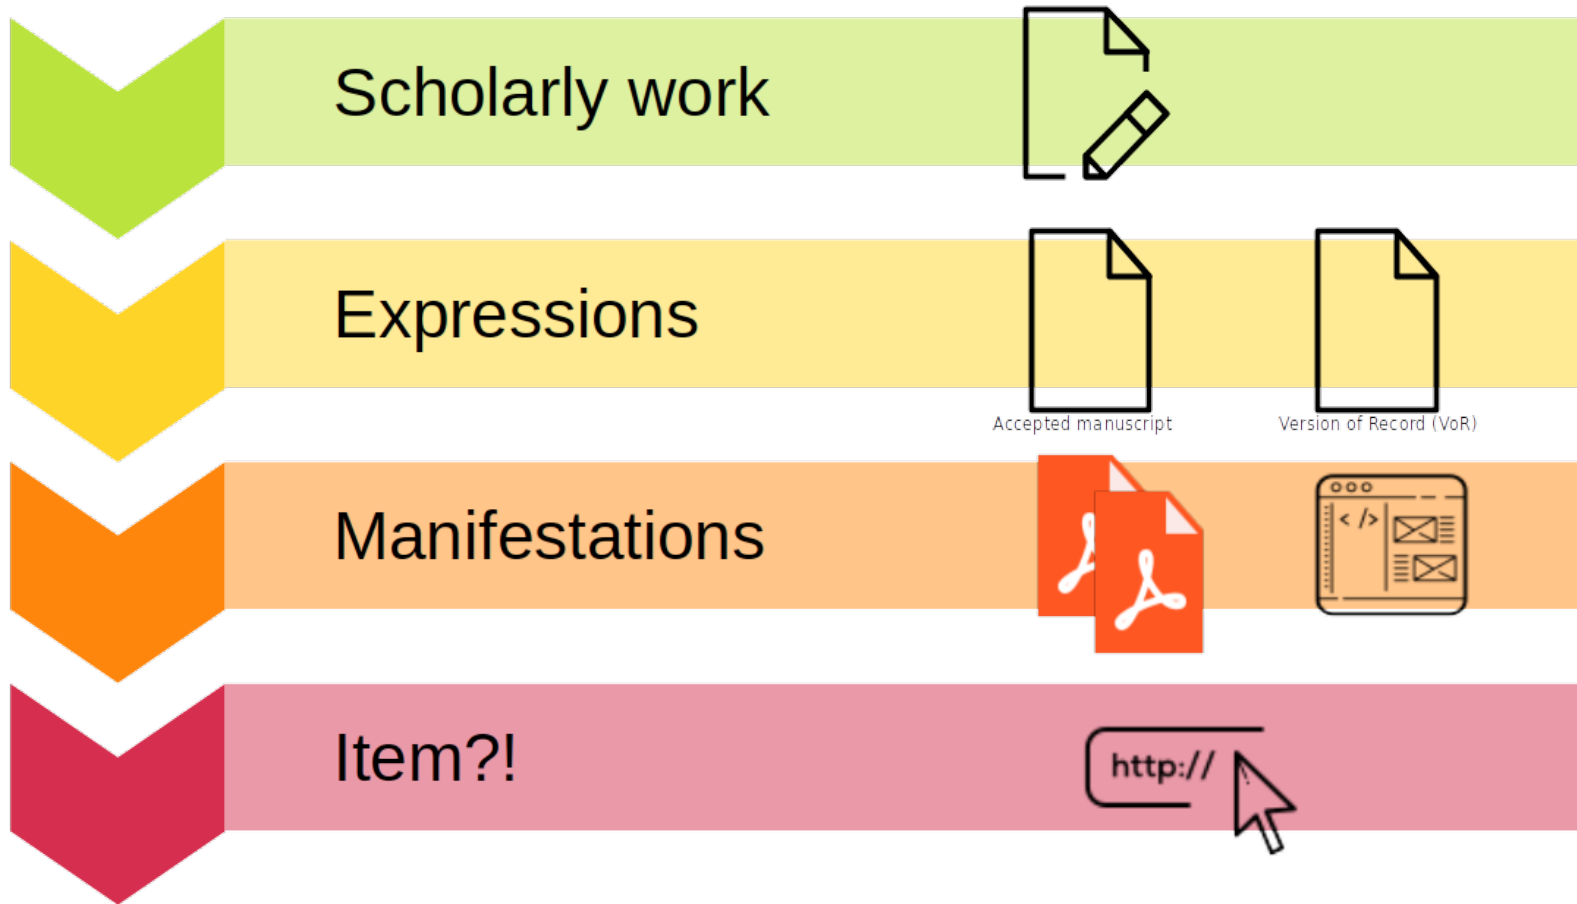 Scholarly work
Expressions
Accepted manuscript
Version of Record (VoR)
Manifestations
< />
Item?!
http://